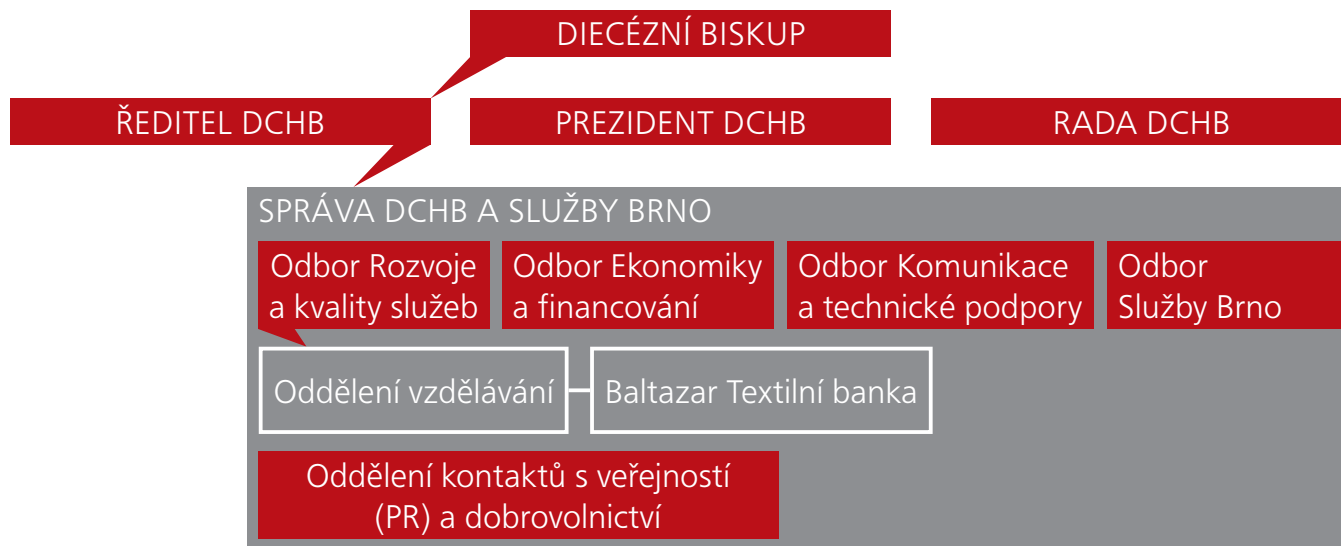 DIECÉZNÍ BISKUP
ŘEDITEL DCHB
PREZIDENT DCHB
RADA DCHB
SPRÁVA DCHB A SLUŽBY BRNO
Odbor Rozvoje
a kvality služeb
Odbor Ekonomiky
a financování
Odbor Komunikace
a technické podpory
Odbor
Služby Brno
Oddělení vzdělávání
Baltazar Textilní banka
Oddělení kontaktů s veřejností
(PR) a dobrovolnictví